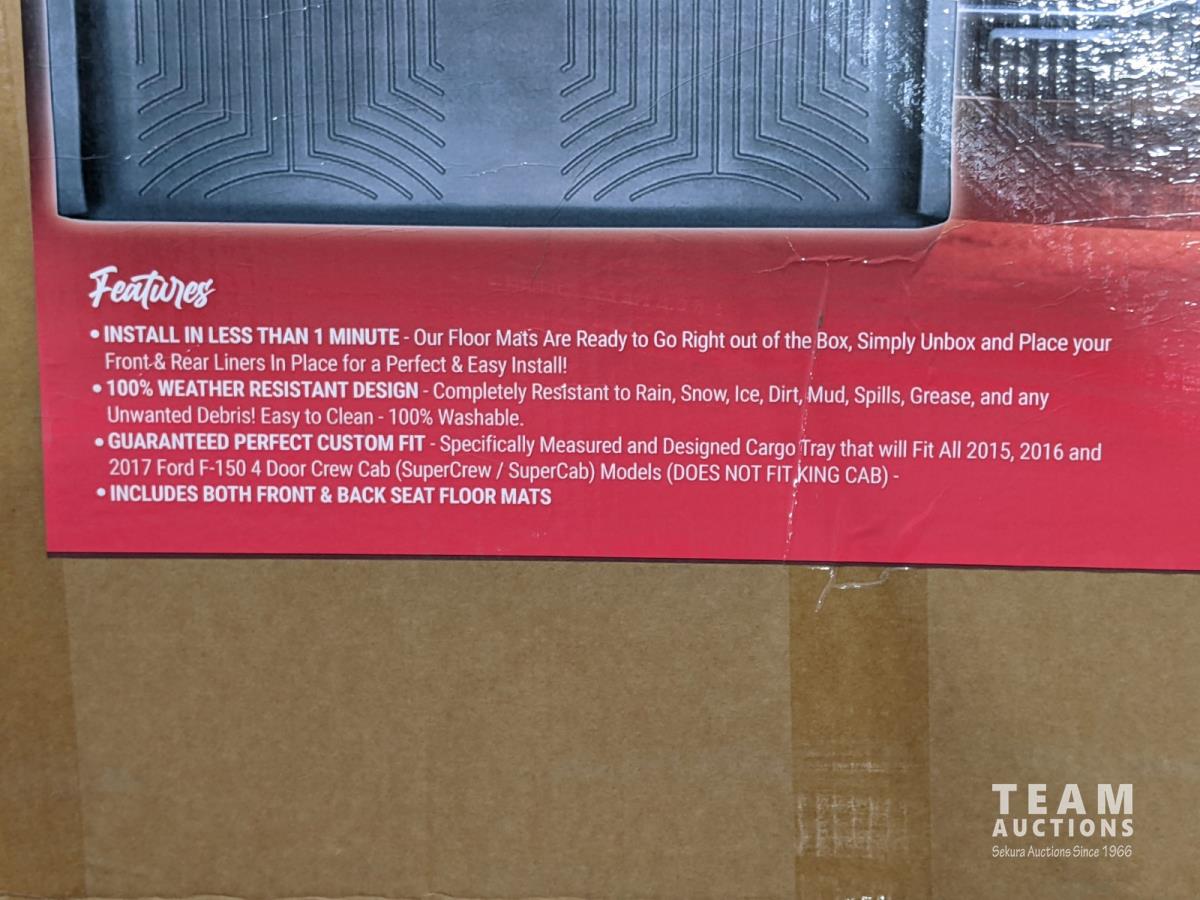 Features
• INSTALL IN LESS THAN 1 MINUTE - Our Floor Mats Are Ready to Go Right out of the Box, Simply Unbox and Place your
Front & Rear Liners In Place for a Perfect & Easy Install!
• 100% WEATHER RESISTANT DESIGN - Completely Resistant to Rain, Snow, Ice, Dirt, Mud, Spills, Grease, and any
Unwanted Debris! Easy to Clean - 100% Washable.
• GUARANTEED PERFECT CUSTOM FIT - Specifically Measured and Designed Cargo Tray that will Fit All 2015, 2016 and
2017 Ford F-150 4 Door Crew Cab (SuperCrew / SuperCab) Models (DOES NOT FIT KING CAB) -
• INCLUDES BOTH FRONT & BACK SEAT FLOOR MATS
TEAM
AUCTIONS
Sekura Auctions Since 1966